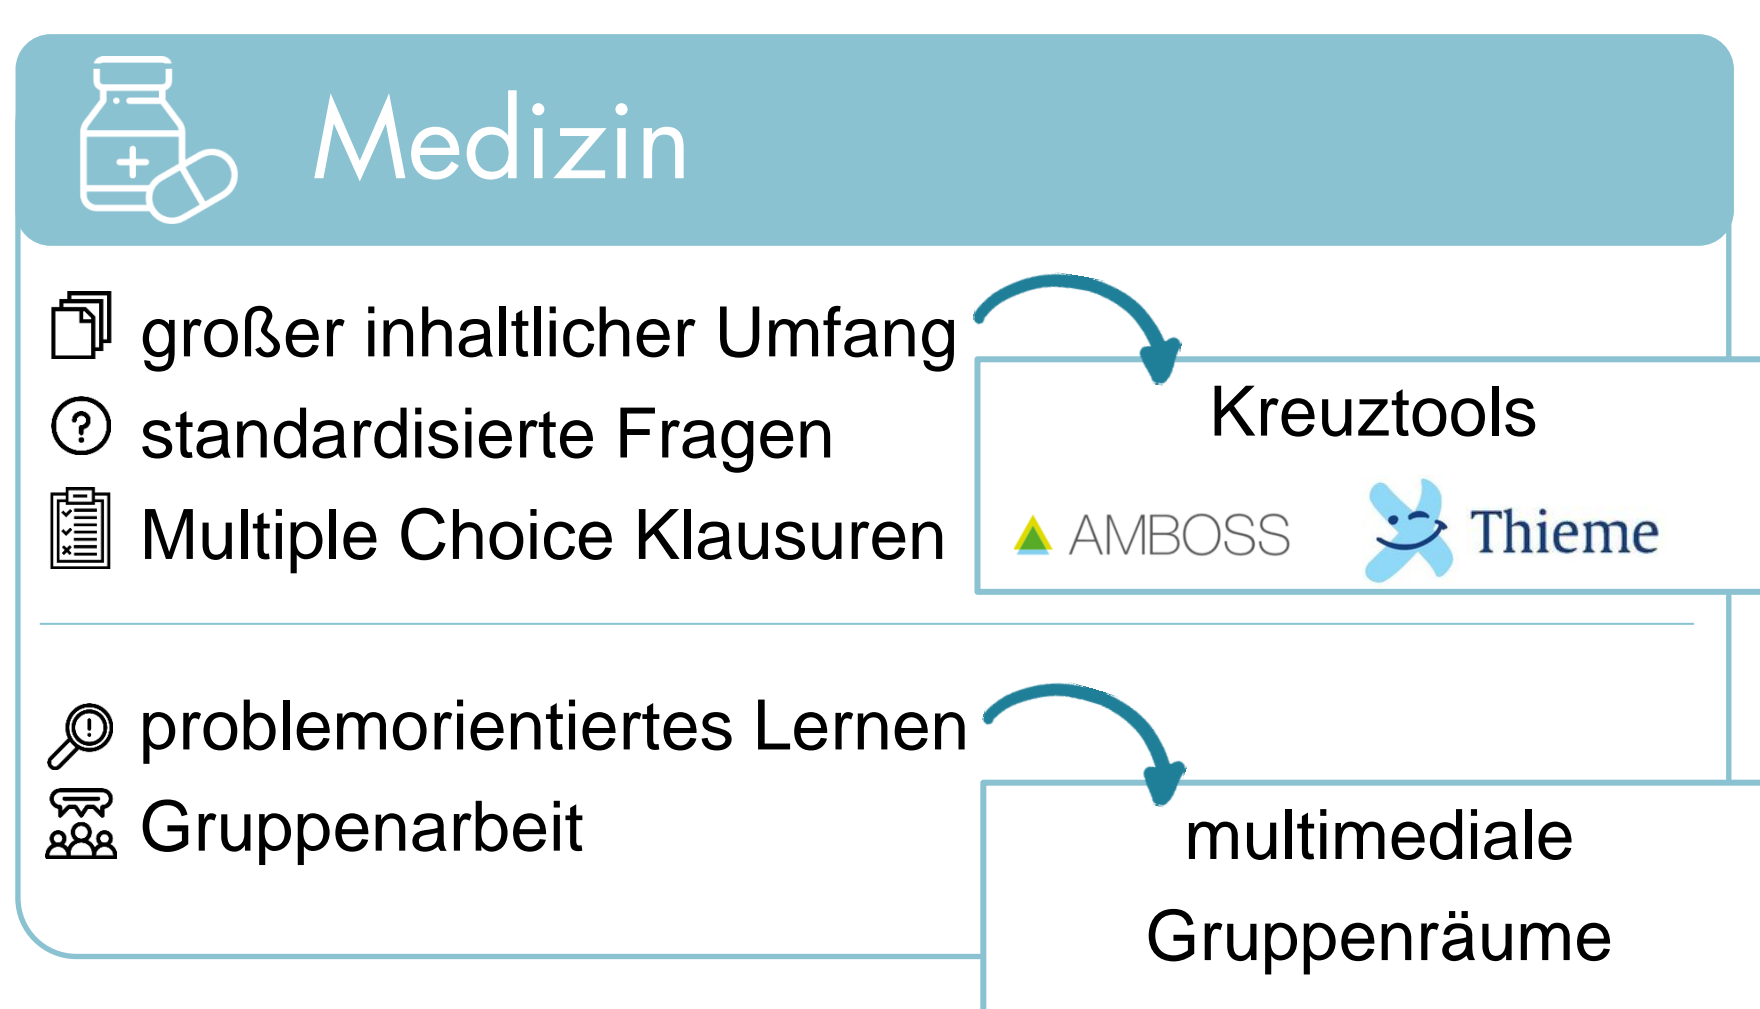 Medizin
großer inhaltlicher Umfang
standardisierte Fragen
Multiple Choice Klausuren
Kreuztools
AMBOSS
Thieme
problemorientiertes Lernen
Gruppenarbeit
multimediale
Gruppenräume